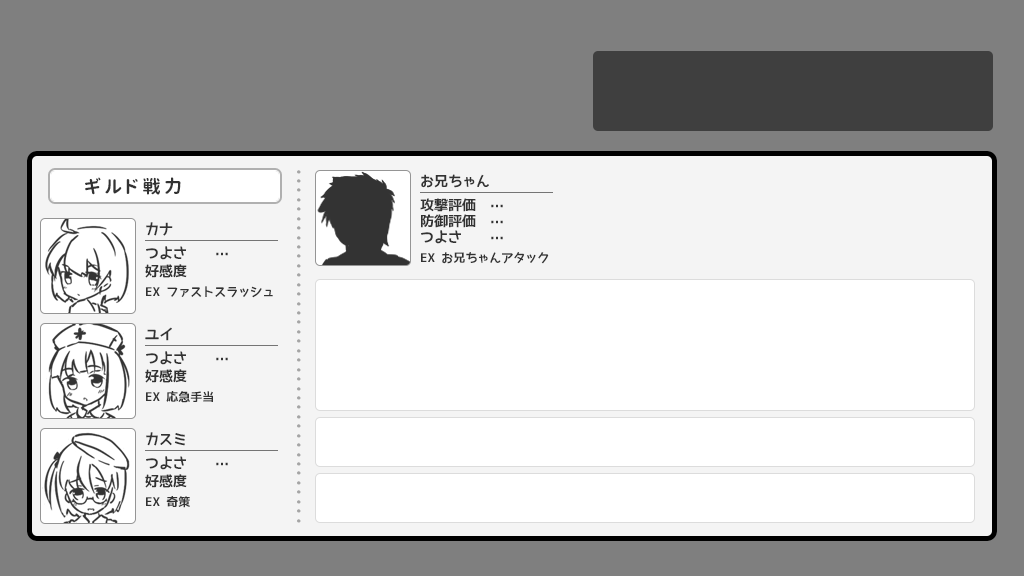 ギルド戦力
カナ
つよさ …
好感度
EX ファストスラッシュ
ユイ
つよさ …
好感度
EX 応急手当
カスミ
つよさ …
好感度
EX 奇策
お兄ちゃん
攻撃評価 …
防御評価 …
つよさ …
EX お兄ちゃんアタック